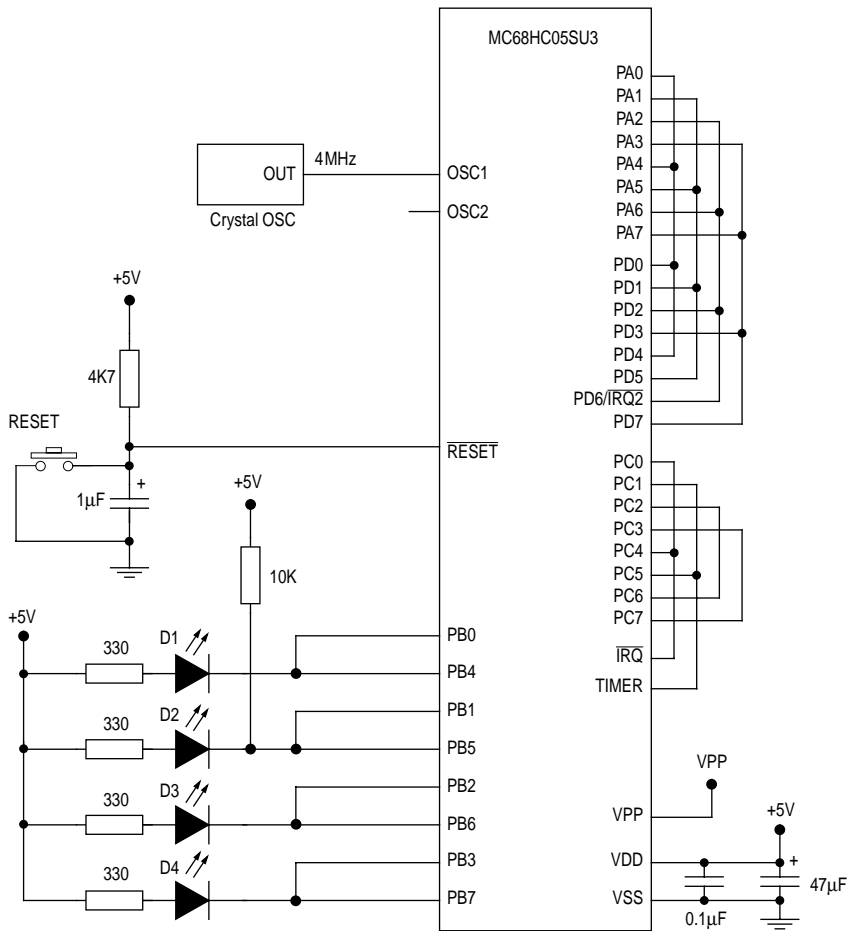 MC68HC05SU3
PA0
PA1
PA2
PA3
PA4
PA5
PA6
PA7
PD0
PD1
PD2
PD3
PD4
PD5
PD6/IRQ2
PD7
PC0
PC1
PC2
PC3
PC4
PC5
PC6
PC7
IRQ
TIMER
VPP
VPP
+5V
VDD
+
47µF
VSS
0.1µF
OUT
4MHz
OSC1
Crystal OSC
OSC2
+5V
4K7
RESET
RESET
+
1µF
+5V
10K
+5V
330
D1
PB0
PB4
330
D2
PB1
PB5
330
D3
PB2
PB6
330
D4
PB3
PB7